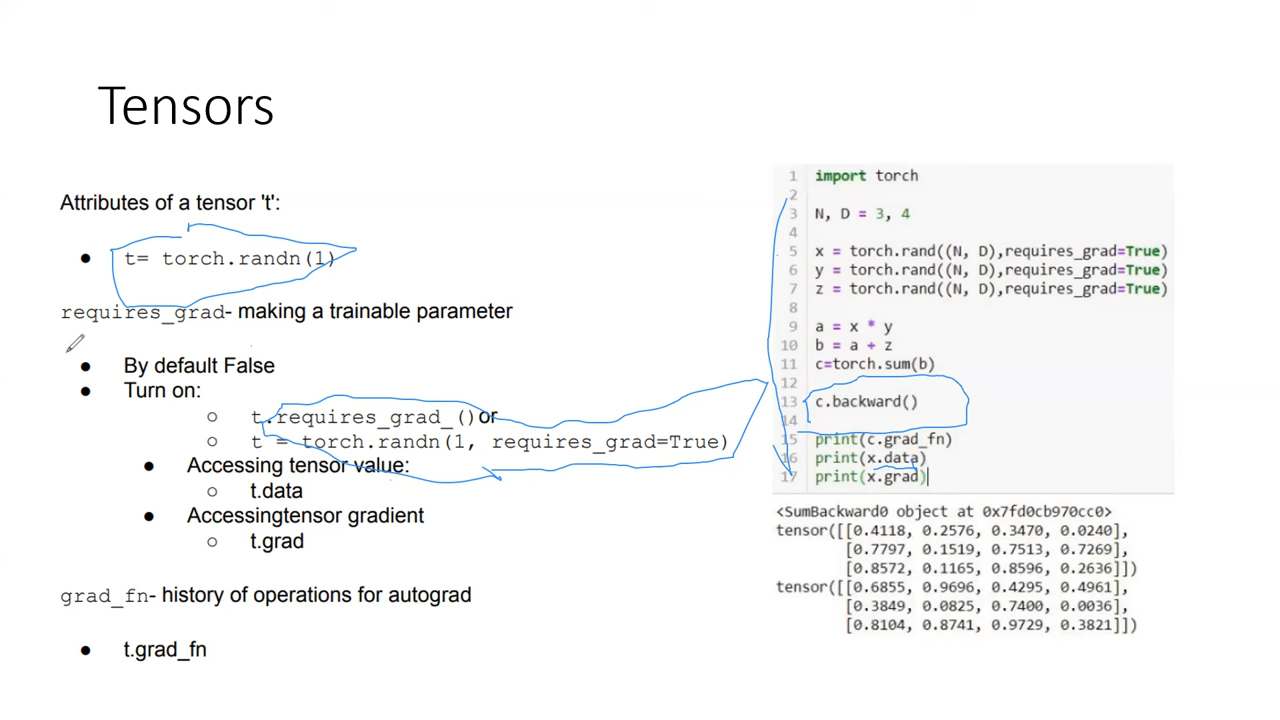 Tensors
Attributes of a tensor 't':
● t= torch.randn(1)
requires_grad- making a trainable parameter
● By default False
● Turn on:
○ t.requires_grad_()or
○ t = torch.randn(1, requires_grad=True)
● Accessing tensor value:
○ t.data
● Accessingtensor gradient
○ t.grad
grad_fn- history of operations for autograd
● t.grad_fn
1 import torch
2
3 N, D = 3, 4
4
5 x = torch.rand((N, D),requires_grad=True)
6 y = torch.rand((N, D),requires_grad=True)
7 z = torch.rand((N, D),requires_grad=True)
8
9 a = x * y
10 b = a + z
11 c=torch.sum(b)
12
13 c.backward()
14
15 print(c.grad_fn)
16 print(x.data)
17 print(x.grad)
<SumBackward0 object at 0x7fd0cb970cc0>
tensor([[0.4118, 0.2576, 0.3470, 0.0240],
[0.7797, 0.1519, 0.7513, 0.7269],
[0.8572, 0.1165, 0.8596, 0.2636]])
tensor([[0.6855, 0.9696, 0.4295, 0.4961],
[0.3849, 0.0825, 0.7400, 0.0036],
[0.8104, 0.8741, 0.9729, 0.3821]])